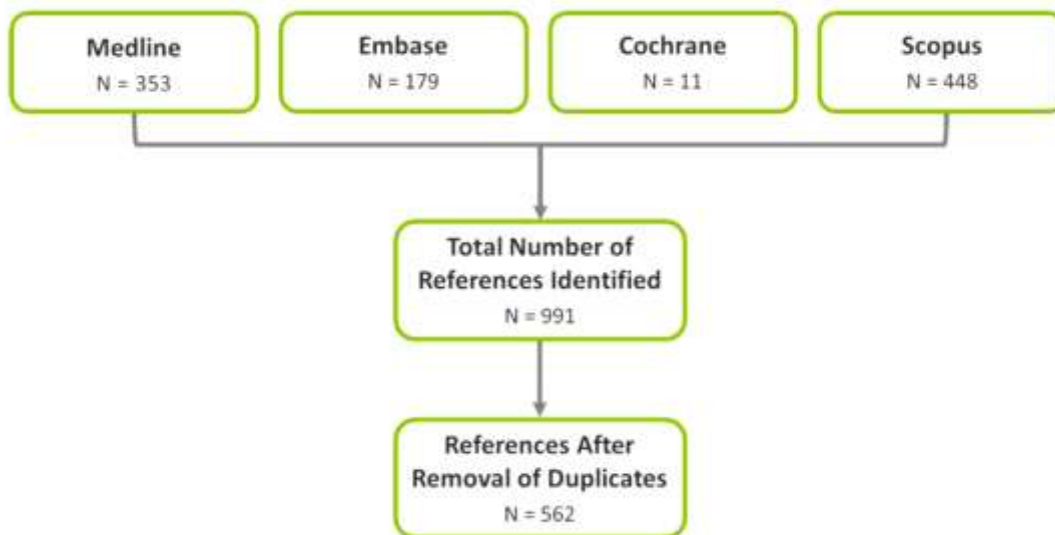 Medline
N = 353
Embase
N = 179
Cochrane
N = 11
Scopus
N = 448
Total Number of
References Identified
N = 991
References After
Removal of Duplicates
N = 562